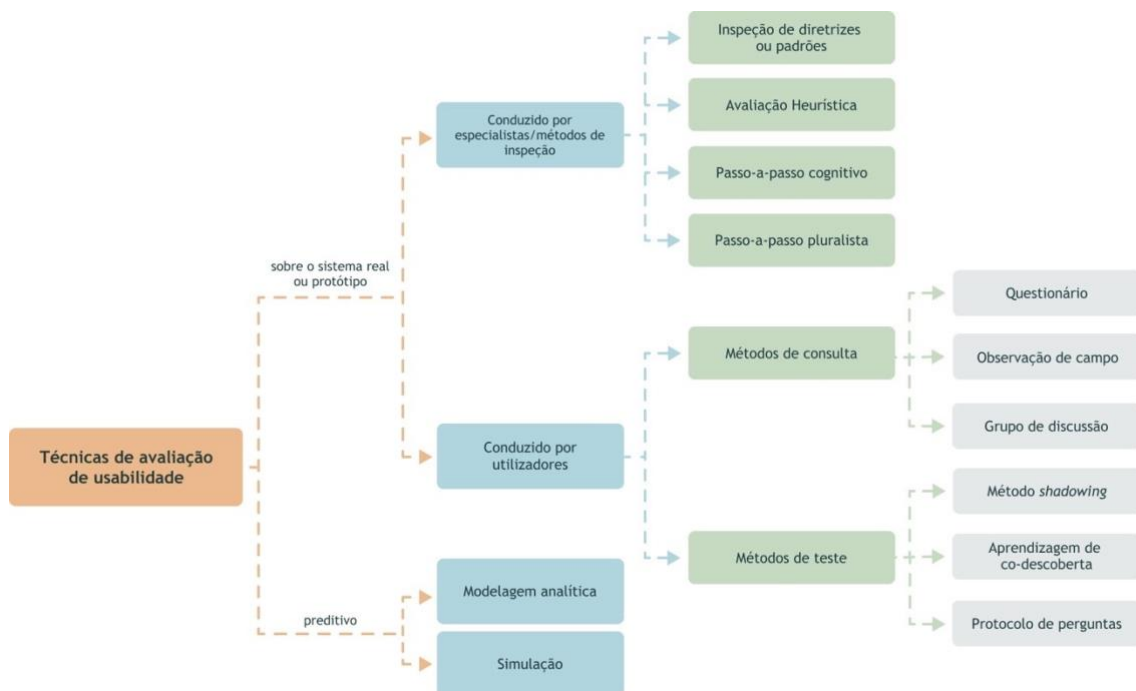 Inspeção de diretrizes
ou padrões
Avaliação Heurística
Passo-a-passo cognitivo
Passo-a-passo pluralista
Conduzido por
especialistas/métodos de
inspeção
sobre o sistema real
ou protótipo
Questionário
Observação de campo
Grupo de discussão
Métodos de consulta
Conduzido por
utilizadores
Técnicas de avaliação
de usabilidade
Método shadowing
Aprendizagem de
co-descoberta
Protocolo de perguntas
Métodos de teste
Modelagem analítica
preditivo
Simulação